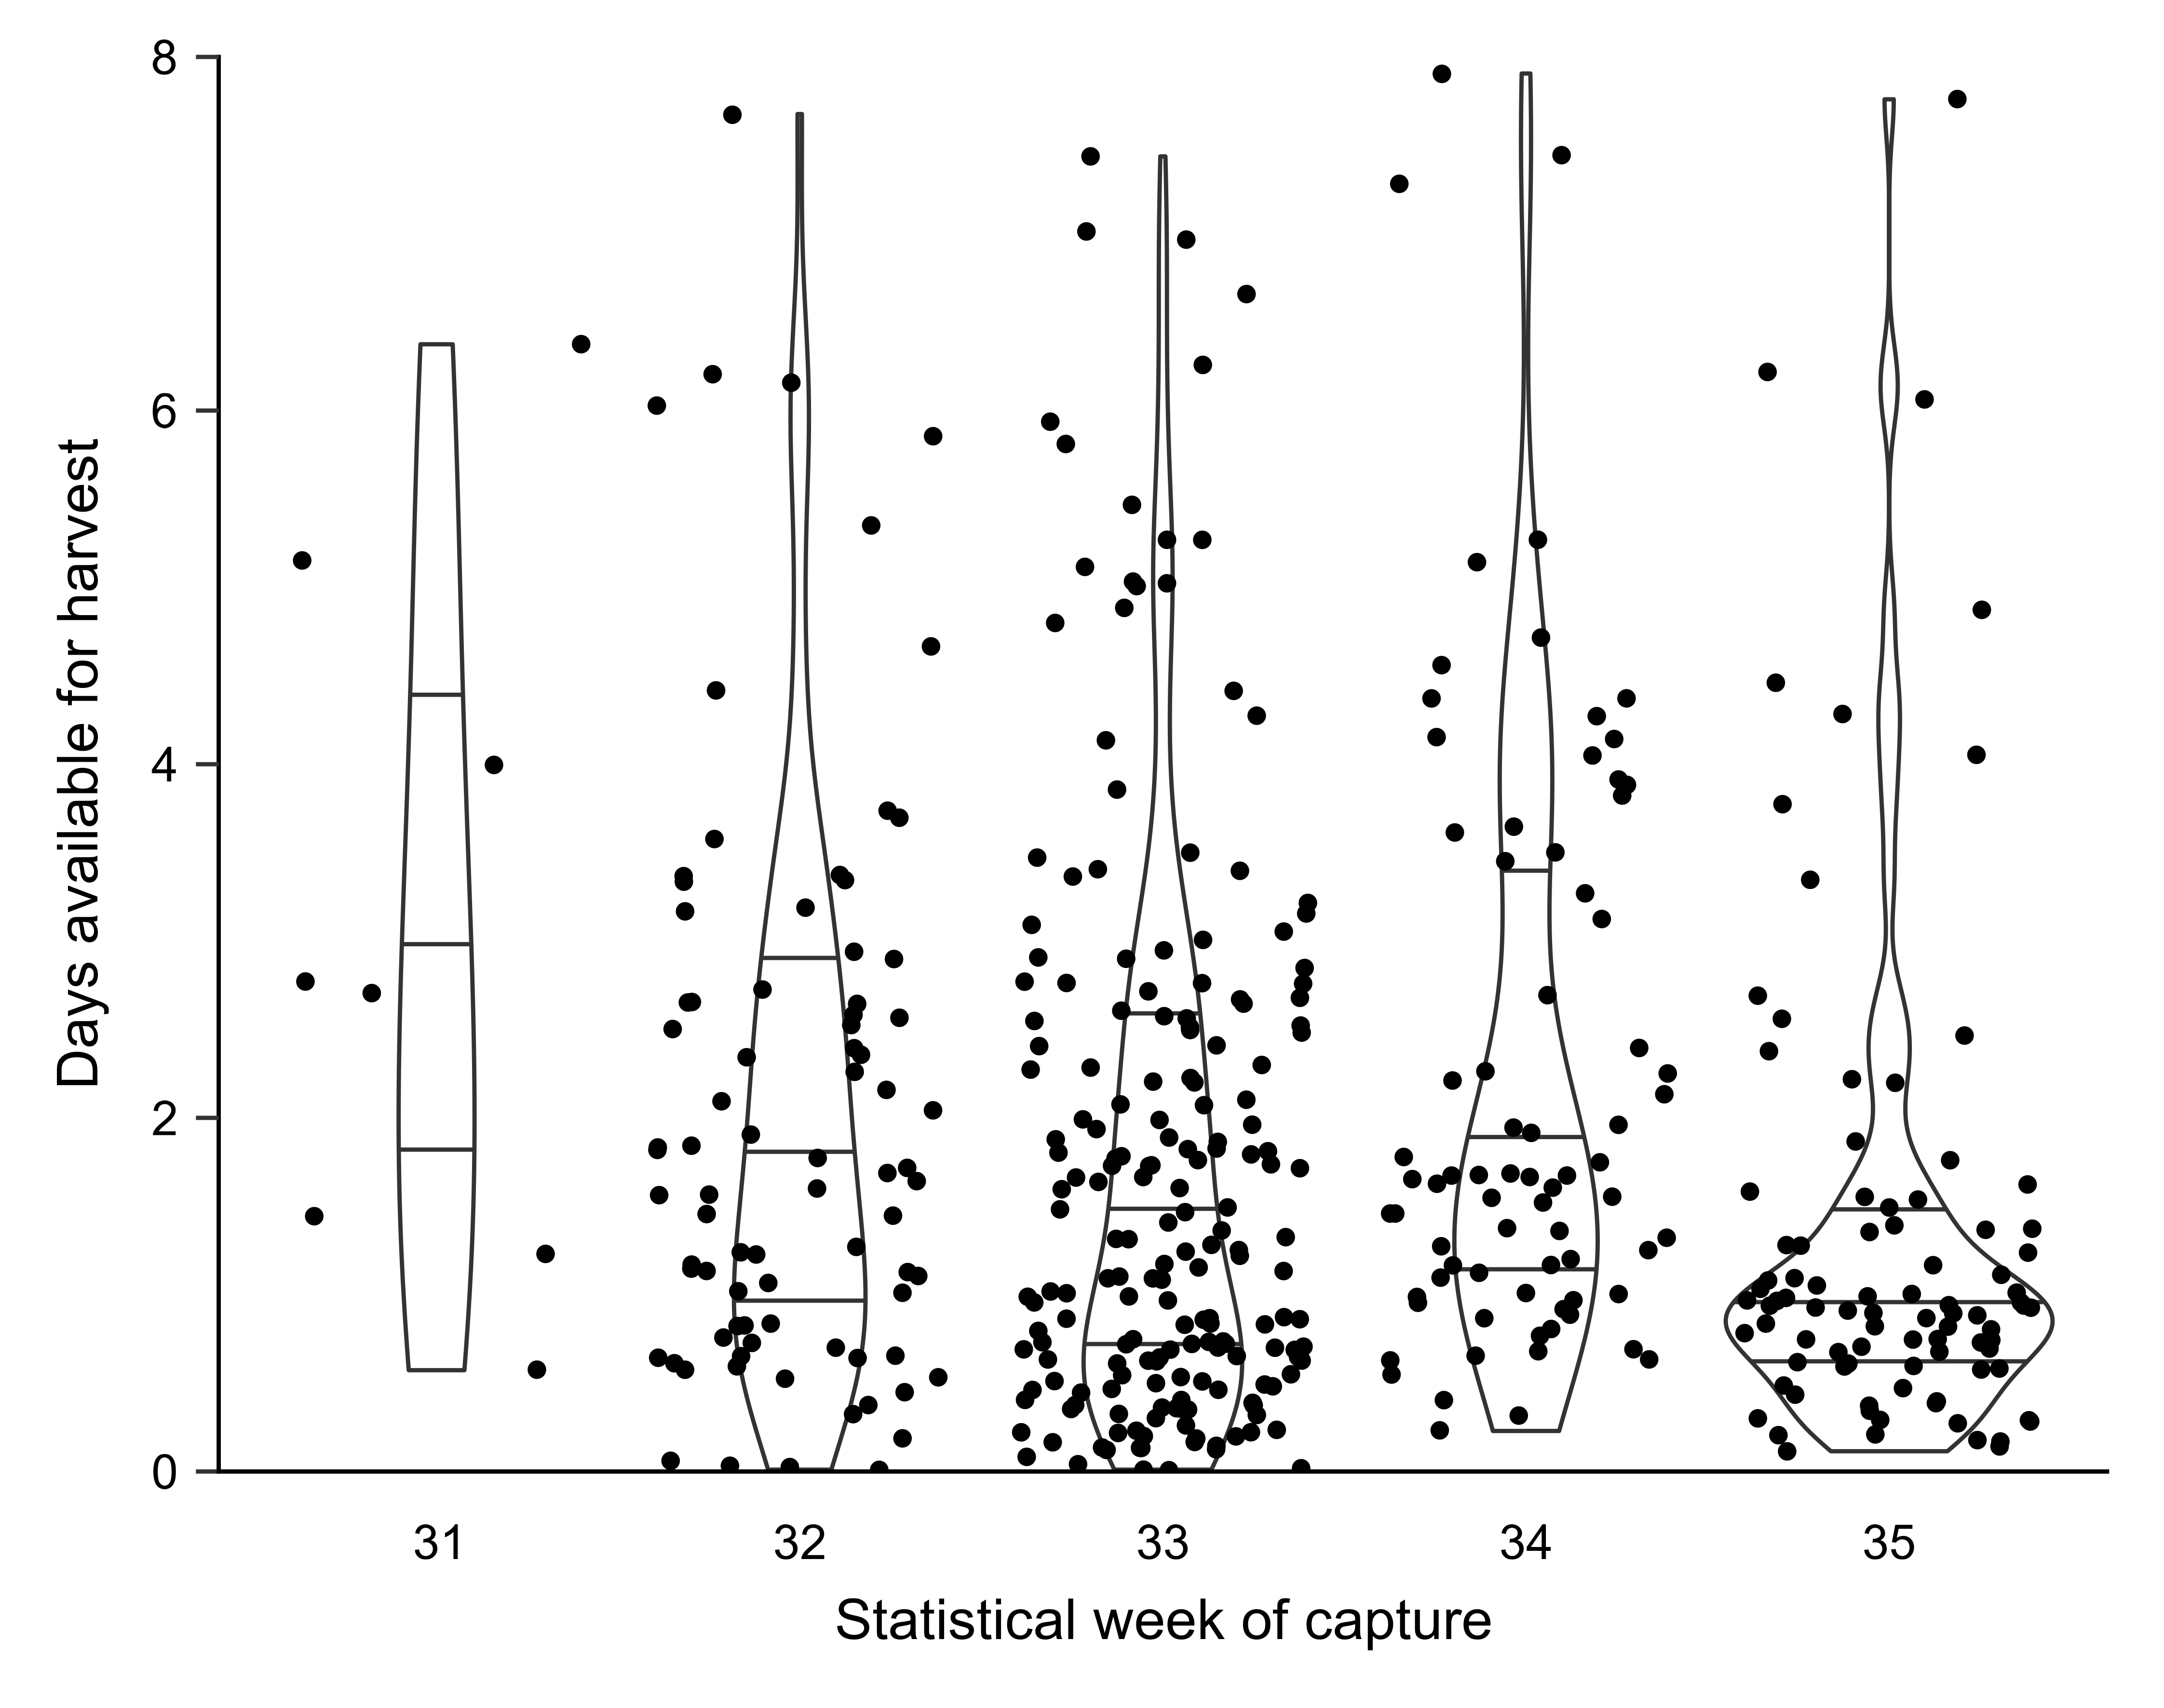 8
6
4
2
0
Days available for harvest
31 32 33 34 35
Statistical week of capture